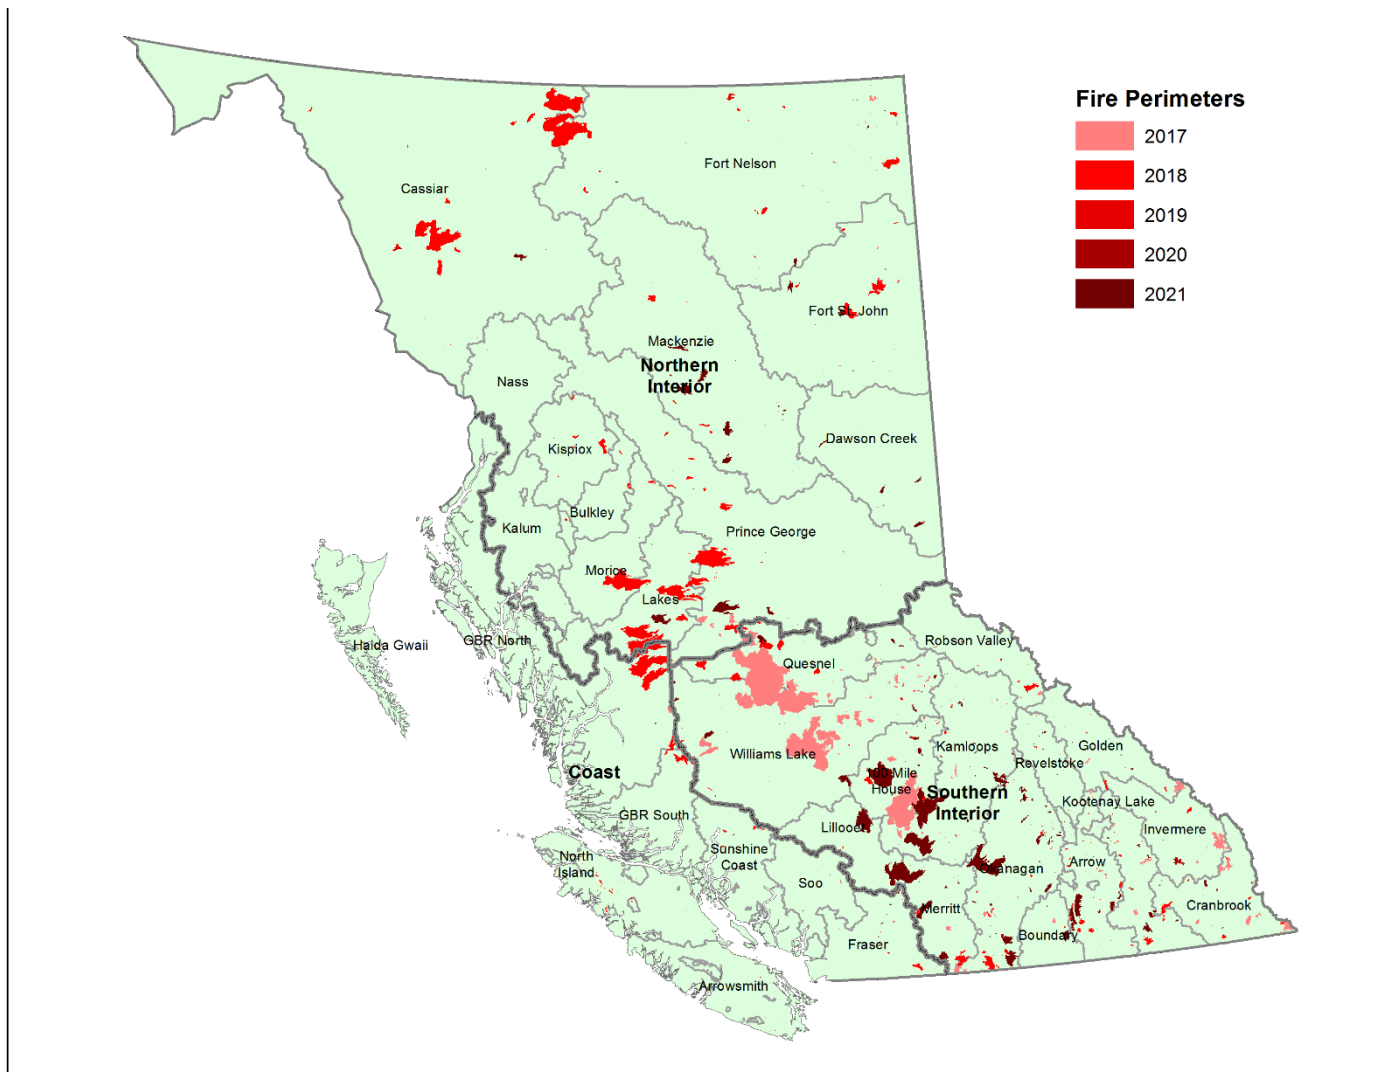 Fire Perimeters
2017
2018
2019
2020
2021
Fort Nelson
Cassiar
Fort St. John
Mackenzie
Northern
Interior
Nass
Dawson Creek
Kispiox
Bulkley
Kalum
Prince George
Morice
Lakes
Haida Gwaii
GBR North
Robson Valley
Quesnel
Williams Lake
Kamloops
Golden
Revelstoke
Coast
100 Mile
House
Southern
Interior
Kootenay Lake
GBR South
Lillooet
Invermere
North
Island
Sunshine
Coast
Arrow
Okanagan
Soo
Merritt
Cranbrook
Boundary
Fraser
Arrowsmith